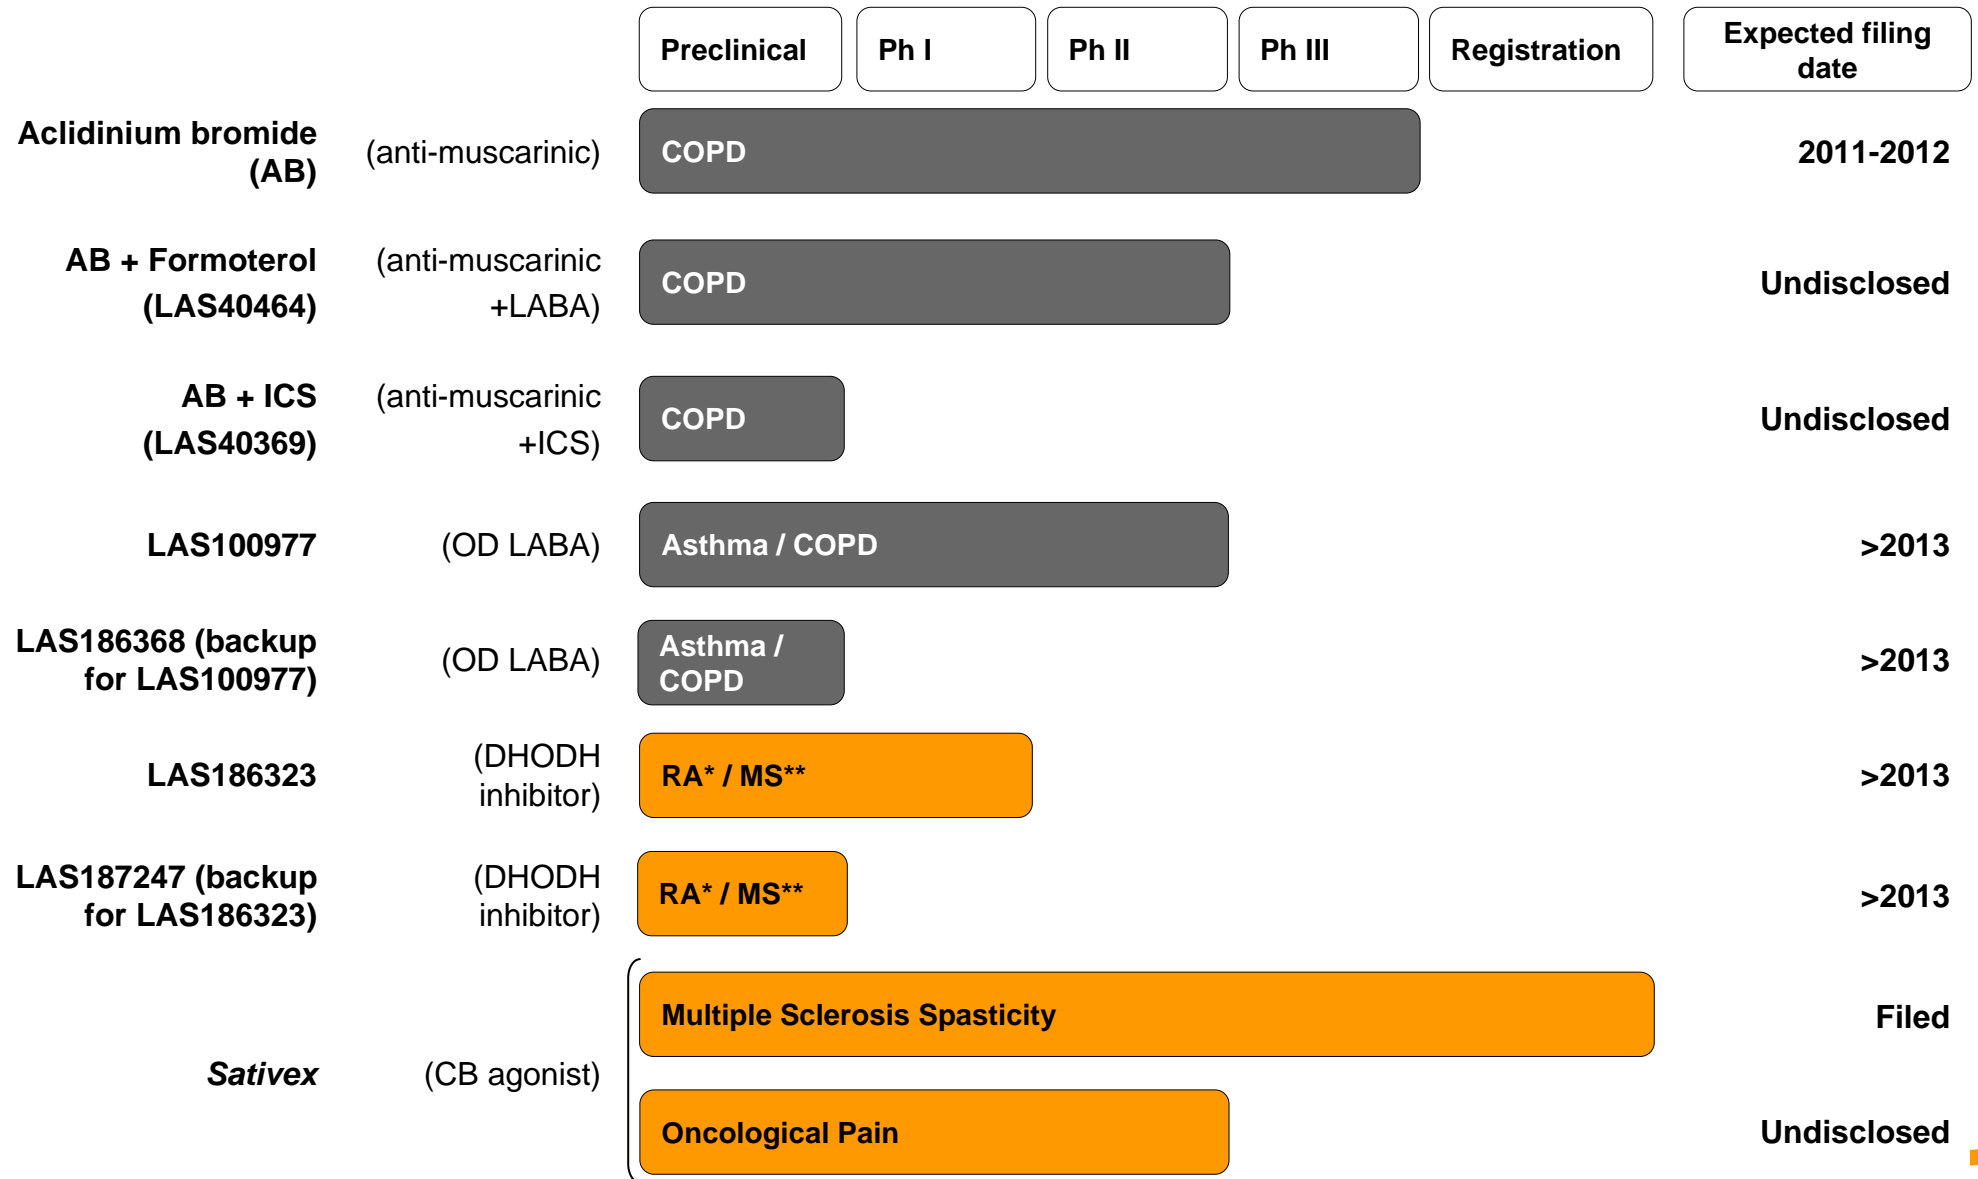 Preclinical
Ph I
Ph II
Ph III
Registration
Expected filing
date
Aclidinium bromide
(AB)
(anti-muscarinic)
COPD
2011-2012
AB + Formoterol
(LAS40464)
(anti-muscarinic
+LABA)
COPD
Undisclosed
AB + ICS
(LAS40369)
(anti-muscarinic
+ICS)
COPD
Undisclosed
LAS100977
(OD LABA)
Asthma / COPD
>2013
LAS186368 (backup
for LAS100977)
(OD LABA)
Asthma /
COPD
>2013
LAS186323
(DHODH
inhibitor)
RA* / MS**
>2013
LAS187247 (backup
for LAS186323)
(DHODH
inhibitor)
RA* / MS**
>2013
Sativex
(CB agonist)
Multiple Sclerosis Spasticity
Filed
Oncological Pain
Undisclosed